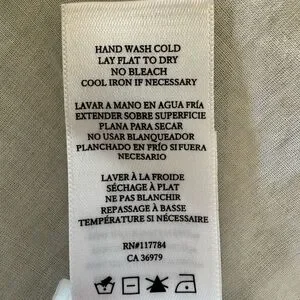 HAND WASH COLD
LAY FLAT TO DRY
NO BLEACH
COOL IRON IF NECESSARY
LAVAR A MANO EN AGUA FRÍA
EXTENDER SOBRE SUPERFICIE
PLANA PARA SECAR
NO USAR BLANQUEADOR
PLANCHADO EN FRÍO SI FUERA
NECESARIO
LAVER À LA FROIDE
SÉCHAGE À PLAT
NE PAS BLANCHIR
REPASSAGE À BASSE
TEMPÉRATURE SI NÉCESSAIRE
RN#117784
CA 36979